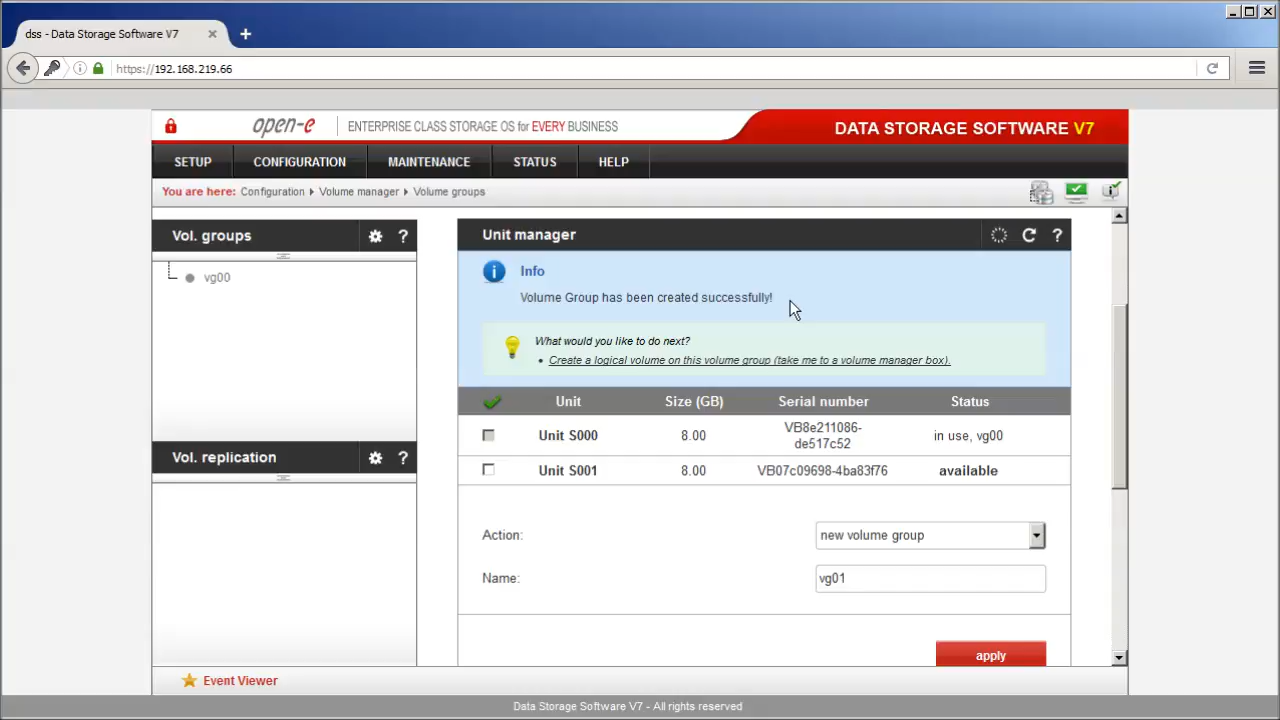 dss - Data Storage Software V7
https://192.168.219.66
open-e ENTERPRISE CLASS STORAGE OS for EVERY BUSINESS
DATA STORAGE SOFTWARE V7
SETUP CONFIGURATION MAINTENANCE STATUS HELP
You are here: Configuration Volume manager Volume groups
Vol. groups ?
vg00
Vol. replication ?
Unit manager ?
Info
Volume Group has been created successfully!
What would you like to do next?
• Create a logical volume on this volume group (take me to a volume manager box).
Unit Size (GB) Serial number Status
Unit S000 8.00 VB8e211086-
de517c52 in use, vg00
Unit S001 8.00 VB07c09698-4ba83f76 available
Action: new volume group
Name: vg01
apply
Event Viewer
Data Storage Software V7 - All rights reserved